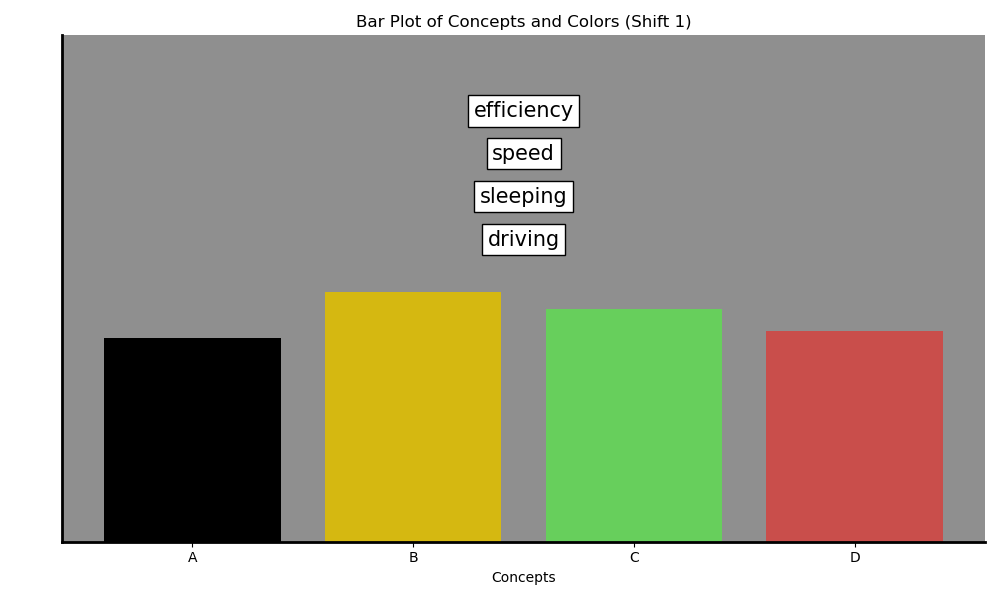 Bar Plot of Concepts and Colors (Shift 1)
efficiency
speed
sleeping
driving
A B C D
Concepts